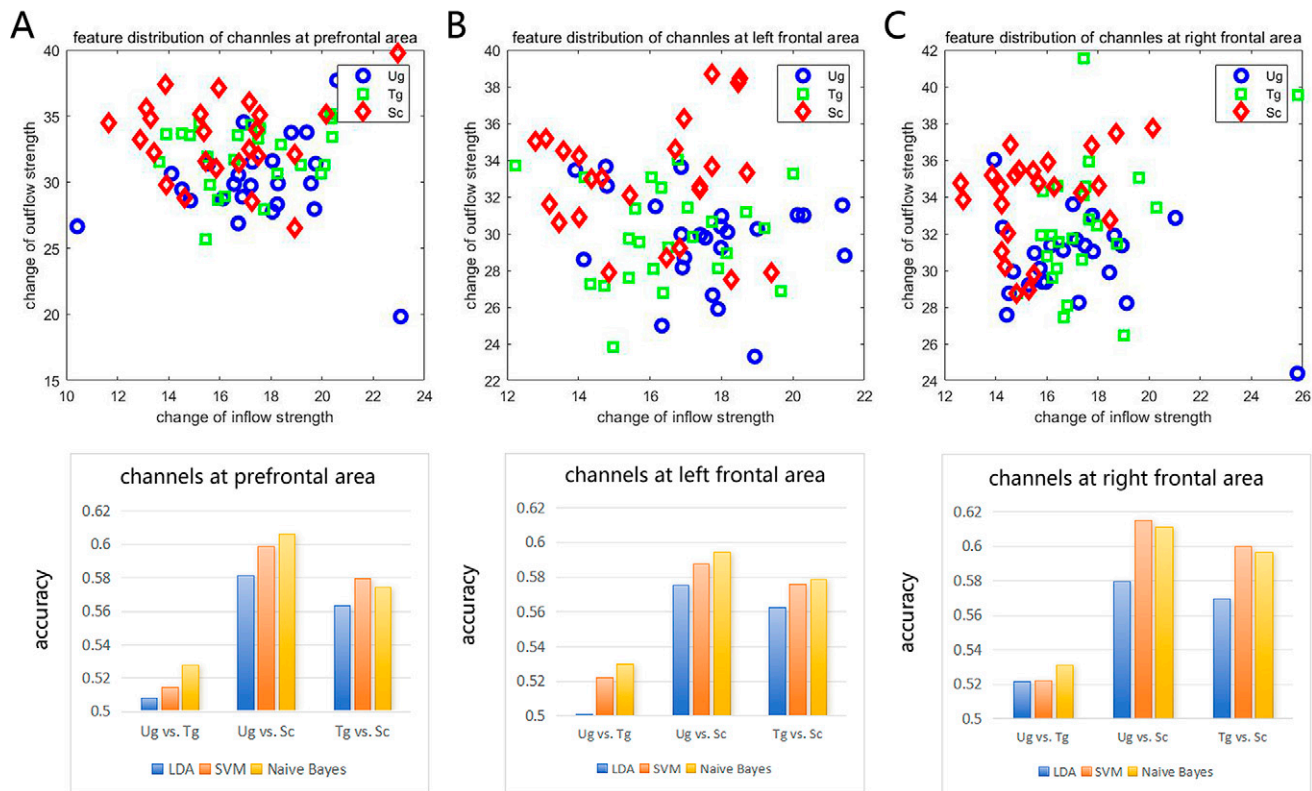 A
feature distribution of channles at prefrontal area
40
35
30
25
20
15
10
12
14
16
18
20
22
24
change of outflow strength
change of inflow strength
Ug
Tg
Sc
B
feature distribution of channles at left frontal area
40
38
36
34
32
30
28
26
24
22
12
14
16
18
20
22
change of outflow strength
change of inflow strength
Ug
Tg
Sc
C
feature distribution of channles at right frontal area
42
40
38
36
34
32
30
28
26
24
12
14
16
18
20
22
24
26
change of outflow strength
change of inflow strength
Ug
Tg
Sc
channels at prefrontal area
0.62
0.6
0.58
0.56
0.54
0.52
0.5
accuracy
Ug vs. Tg
Ug vs. Sc
Tg vs. Sc
LDA SVM Naive Bayes
channels at left frontal area
0.62
0.6
0.58
0.56
0.54
0.52
0.5
accuracy
Ug vs. Tg
Ug vs. Sc
Tg vs. Sc
LDA SVM Naive Bayes
channels at right frontal area
0.62
0.6
0.58
0.56
0.54
0.52
0.5
accuracy
Ug vs. Tg
Ug vs. Sc
Tg vs. Sc
LDA SVM Naive Bayes